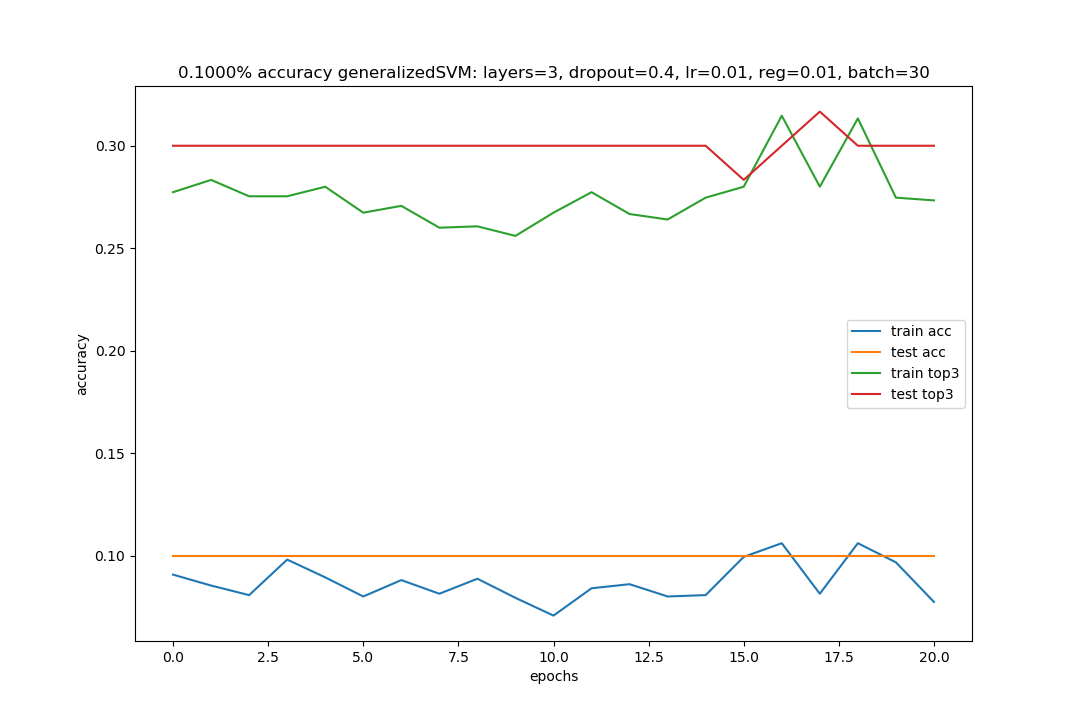 0.1000% accuracy generalizedSVM: layers=3, dropout=0.4, lr=0.01, reg=0.01, batch=30
0.30
0.25
0.20
0.15
0.10
accuracy
train acc
test acc
train top3
test top3
0.0 2.5 5.0 7.5 10.0 12.5 15.0 17.5 20.0
epochs